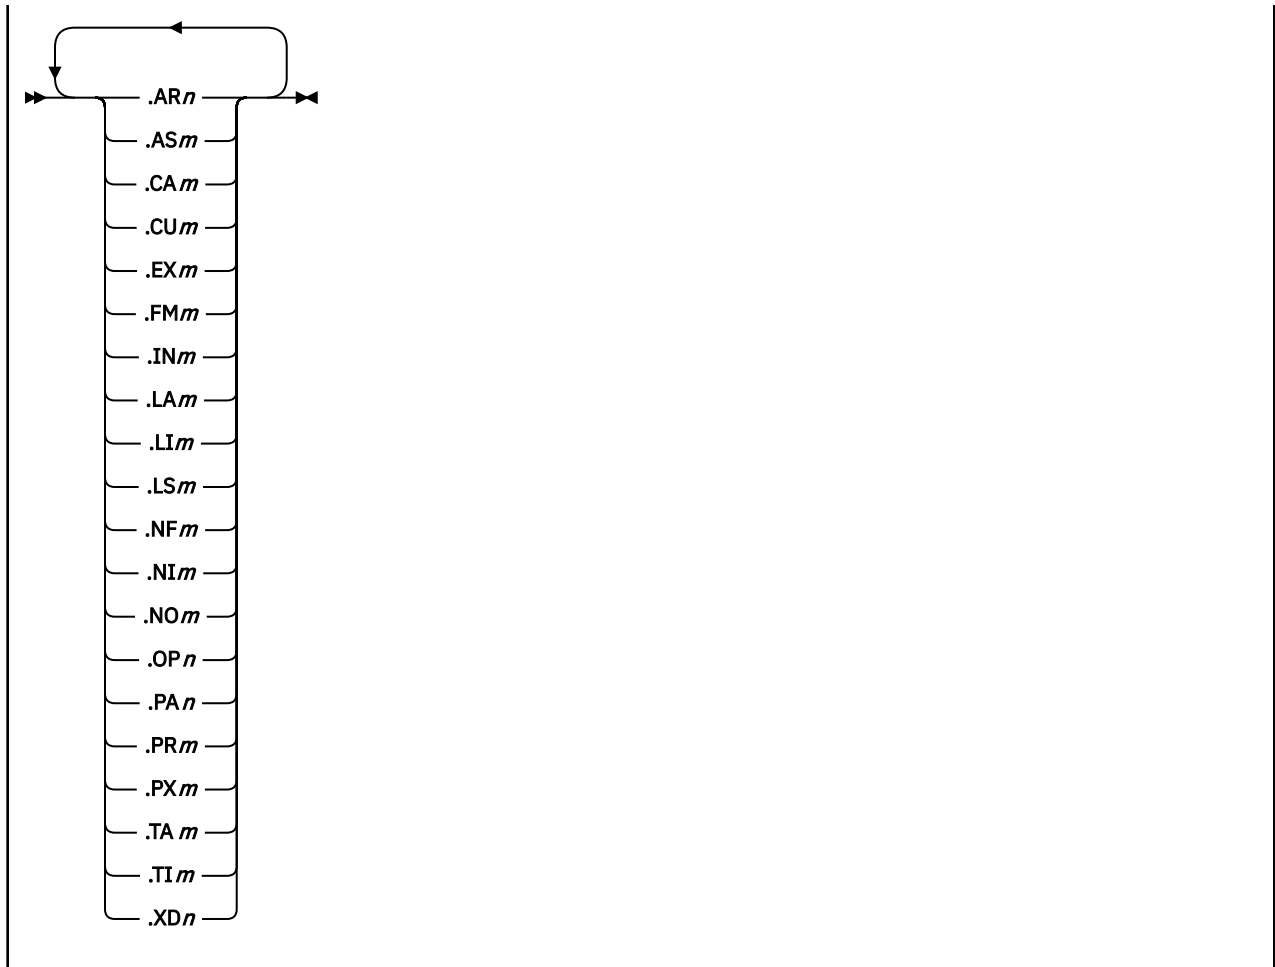 .ARn
.ASm
.CAm
.CUm
.EXm
.FMm
.INm
.LAm
.LIm
.LSm
.NFm
.NIm
.NOm
.OPn
.PAn
.PRm
.PXm
.TAm
.TIm
.XDn